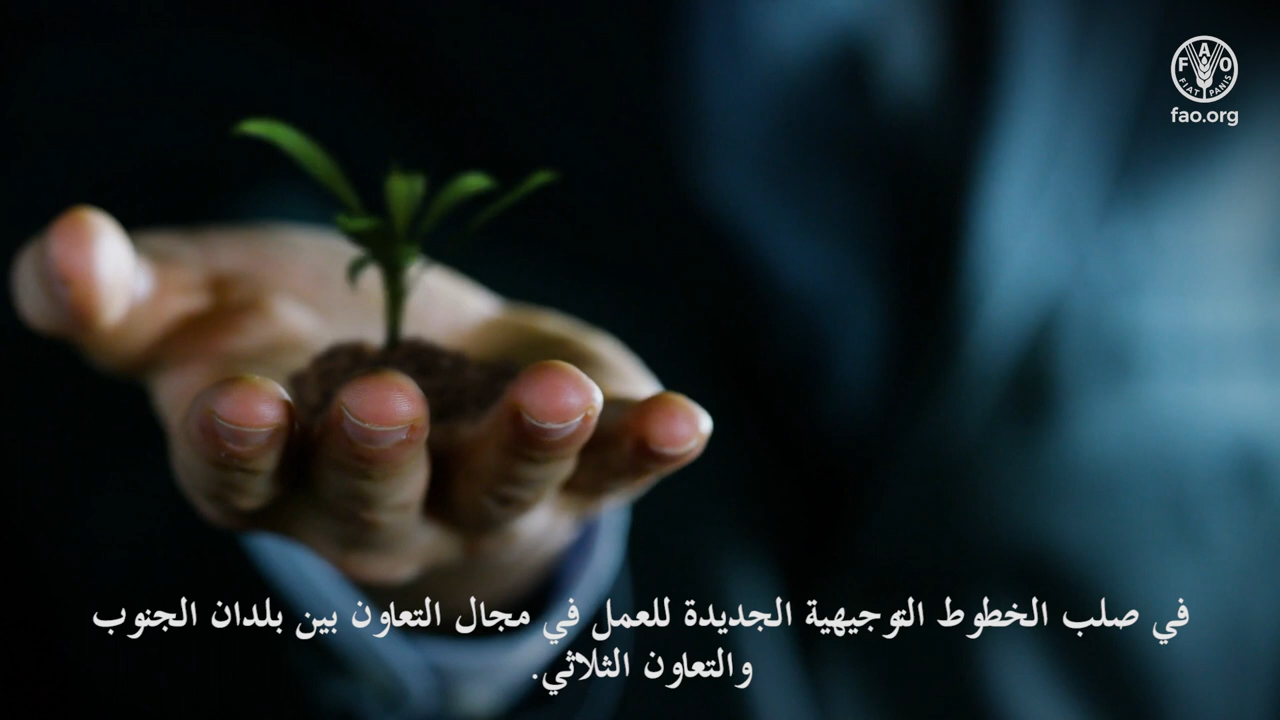 FAO
FIAT PANIS
fao.org
في صلب الخطوط التوجيهية الجديدة للعمل في مجال التعاون بين بلدان الجنوب
والتعاون الثلاثي.